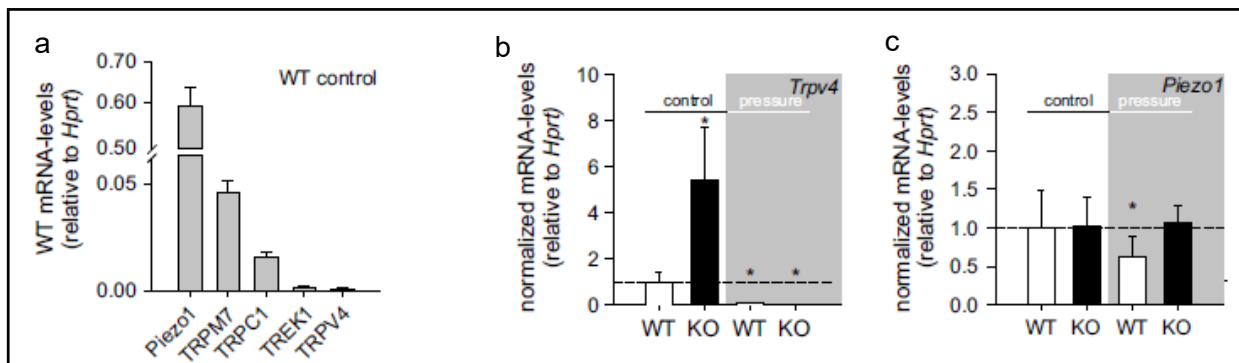 a
WT control
WT mRNA-levels
(relative to Hprt)
0.70
0.60
0.50
0.05
0.00
Piezo1
TRPM7
TRPC1
TREK1
TRPV4
b
normalized mRNA-levels
(relative to Hprt)
10
8
6
4
2
0
Trpv4
control
pressure
*
*
*
WT
KO
WT
KO
c
normalized mRNA-levels
(relative to Hprt)
3.0
2.5
2.0
1.5
1.0
0.5
0.0
Piezo1
control
pressure
*
WT
KO
WT
KO